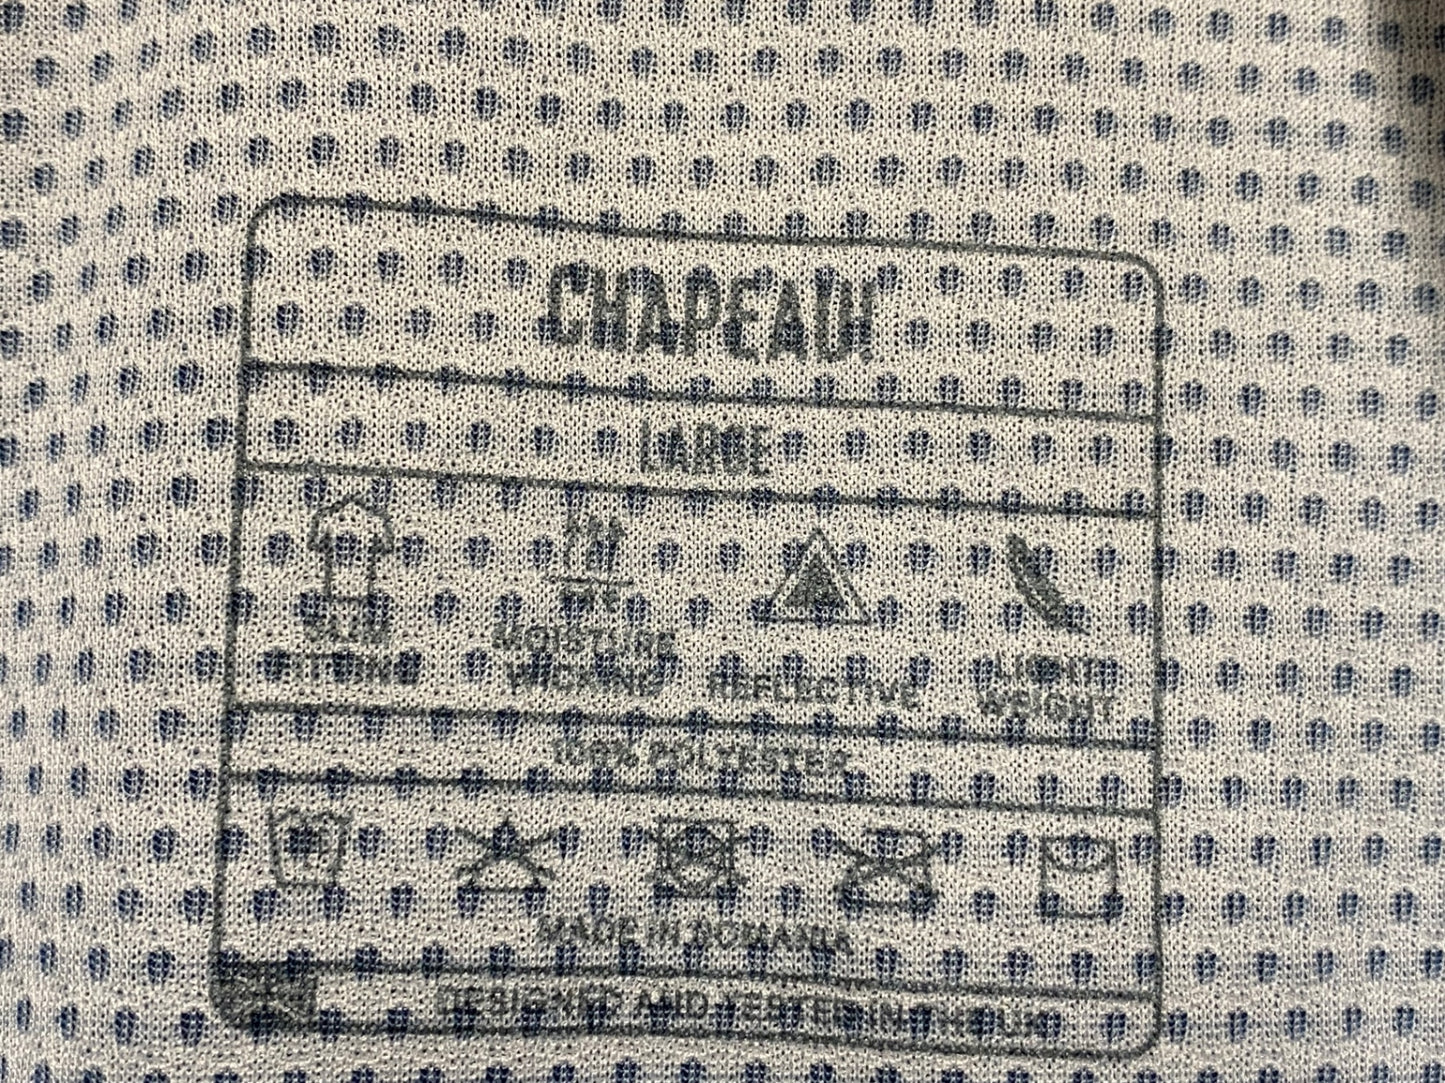 CHAPEAU!
LARGE
SLIM
FITTING
MOISTURE
WICKING
REFLECTIVE
LIGHT
WEIGHT
100% POLYESTER
MADE IN ROMANIA
DESIGNED AND TESTED IN THE UK